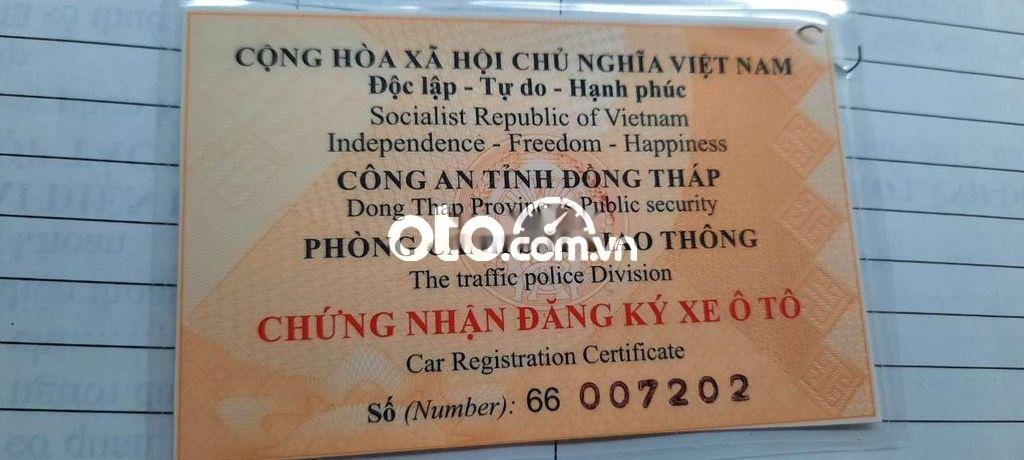 CỘNG HÒA XÃ HỘI CHỦ NGHĨA VIỆT NAM
Độc lập - Tự do - Hạnh phúc
Socialist Republic of Vietnam
Independence - Freedom - Happiness
CÔNG AN TỈNH ĐỒNG THÁP
Dong Thap Public security
oto.com.vn
PHÒNG THÔNG
The traffic police Division
CHỨNG NHẬN ĐĂNG KÝ XE Ô TÔ
Car Registration Certificate
Số (Number): 66 007202